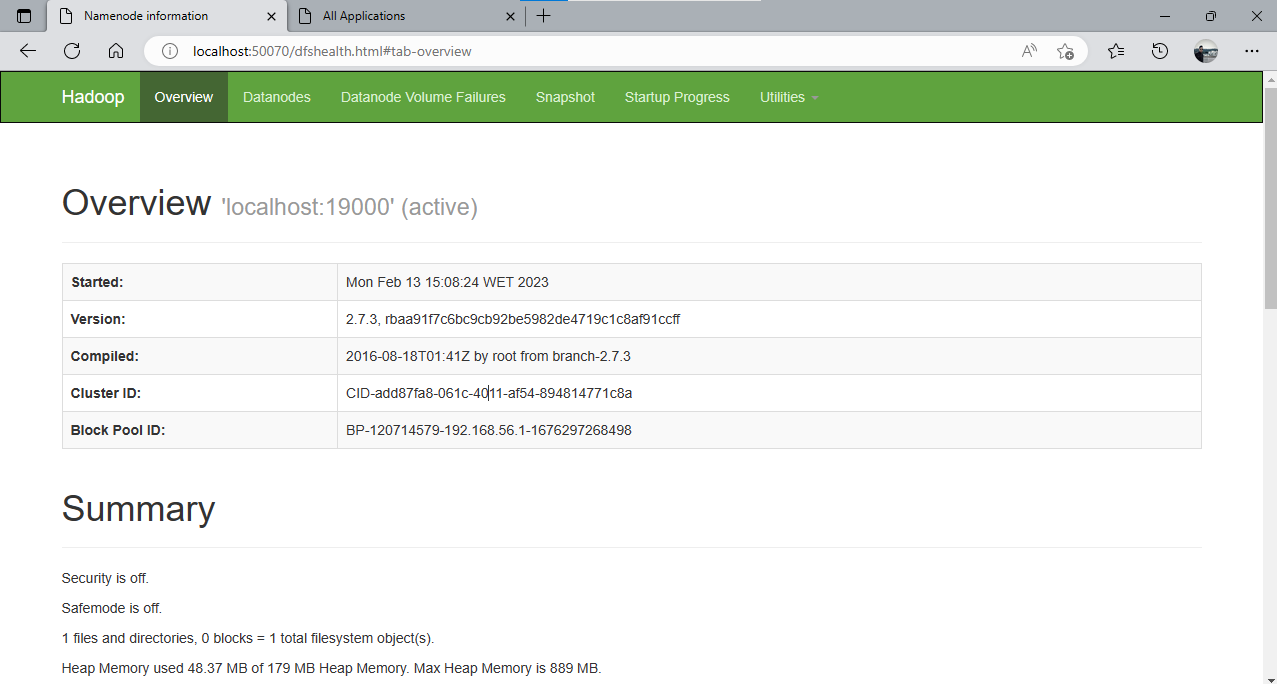 Namenode information
All Applications
localhost:50070/dfshealth.html#tab-overview
Hadoop Overview Datanodes Datanode Volume Failures Snapshot Startup Progress Utilities
Overview 'localhost:19000' (active)
Started: Mon Feb 13 15:08:24 WET 2023
Version: 2.7.3, rbaa91f7c6bc9cb92be5982de4719c1c8af91ccff
Compiled: 2016-08-18T01:41Z by root from branch-2.7.3
Cluster ID: CID-add87fa8-061c-4011-af54-894814771c8a
Block Pool ID: BP-120714579-192.168.56.1-1676297268498
Summary
Security is off.
Safemode is off.
1 files and directories, 0 blocks = 1 total filesystem object(s).
Heap Memory used 48.37 MB of 179 MB Heap Memory. Max Heap Memory is 889 MB.